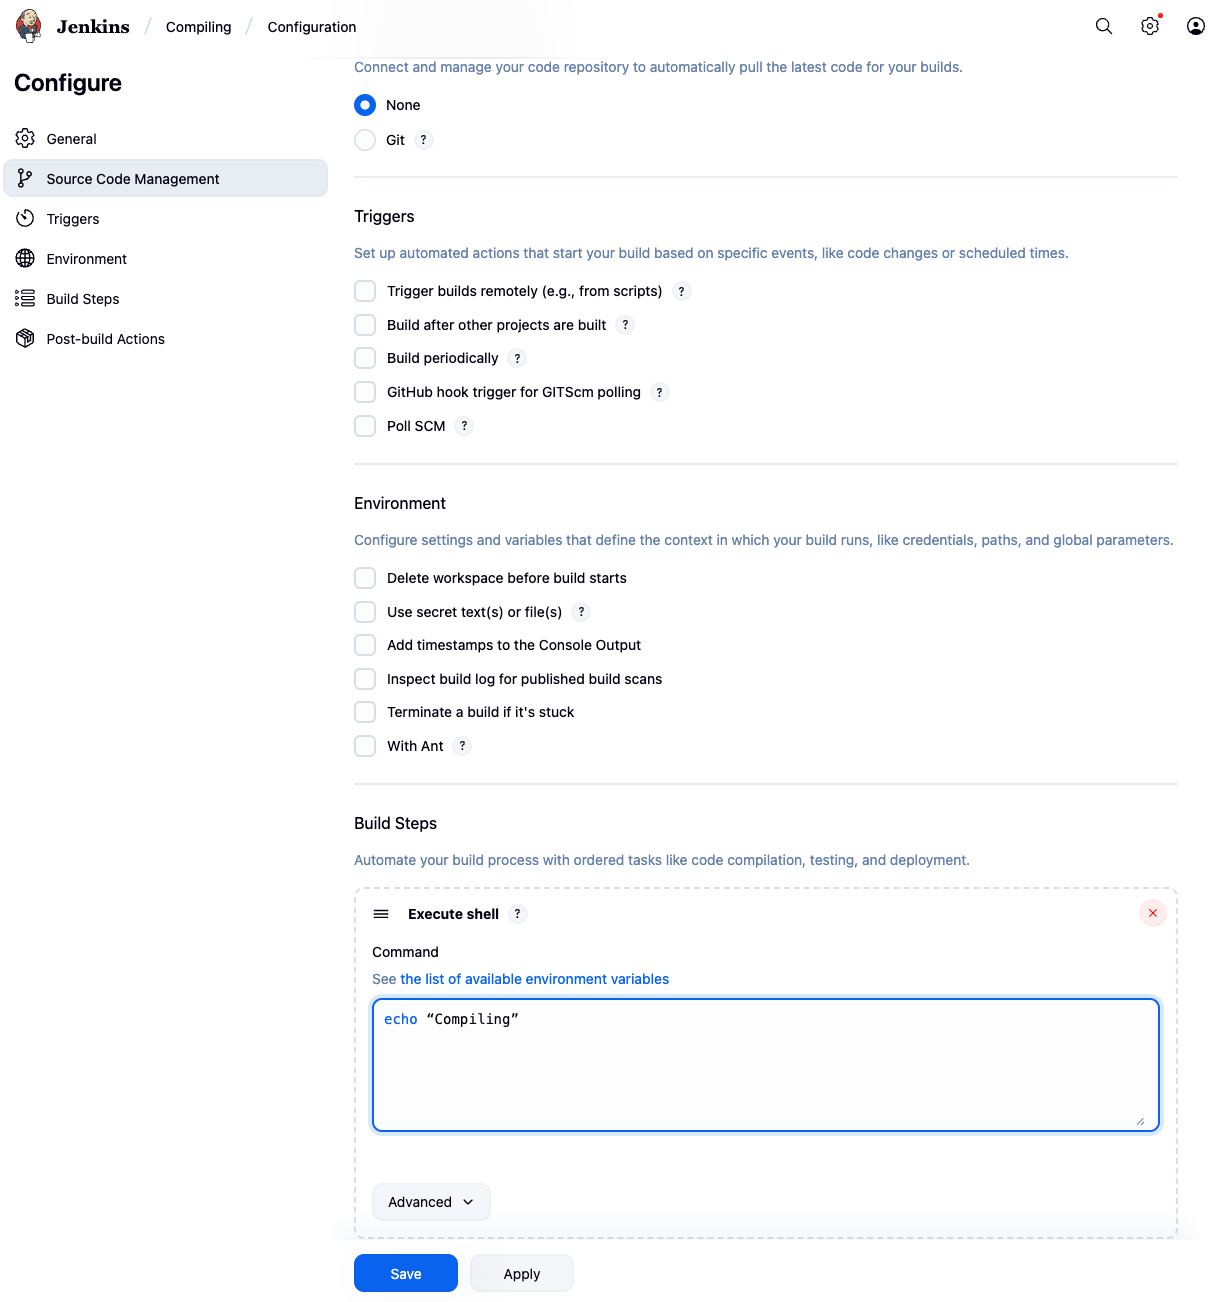 Jenkins / Compiling / Configuration
Configure
General
Source Code Management
Triggers
Environment
Build Steps
Post-build Actions
Connect and manage your code repository to automatically pull the latest code for your builds.
None
Git ?
Triggers
Set up automated actions that start your build based on specific events, like code changes or scheduled times.
Trigger builds remotely (e.g., from scripts) ?
Build after other projects are built ?
Build periodically ?
GitHub hook trigger for GITScm polling ?
Poll SCM ?
Environment
Configure settings and variables that define the context in which your build runs, like credentials, paths, and global parameters.
Delete workspace before build starts
Use secret text(s) or file(s) ?
Add timestamps to the Console Output
Inspect build log for published build scans
Terminate a build if it's stuck
With Ant ?
Build Steps
Automate your build process with ordered tasks like code compilation, testing, and deployment.
Execute shell ?
Command
See the list of available environment variables
echo “Compiling”
Advanced
Save
Apply